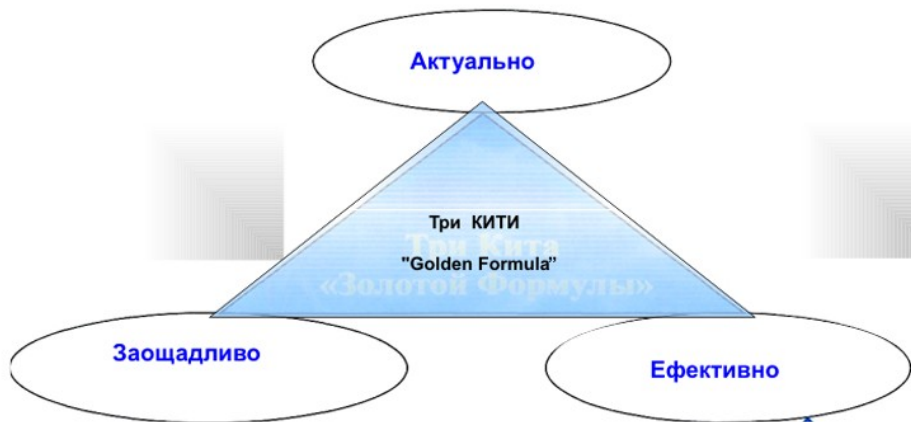 Актуально
Три КИТИ
Три Кита
"Golden Formula”
«Золотой Формулы»
Заощадливо
Ефективно